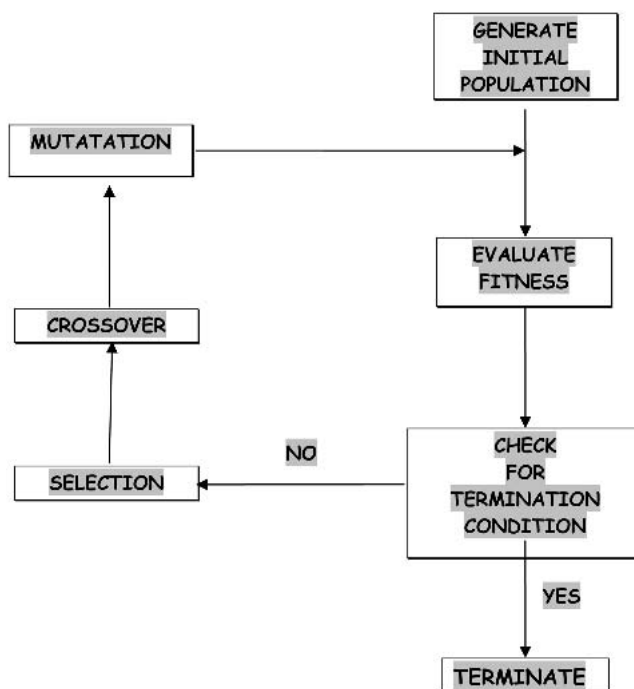 GENERATE
INITIAL
POPULATION
MUTATATION
EVALUATE
FITNESS
CROSSOVER
CHECK
FOR
TERMINATION
CONDITION
NO
SELECTION
YES
TERMINATE